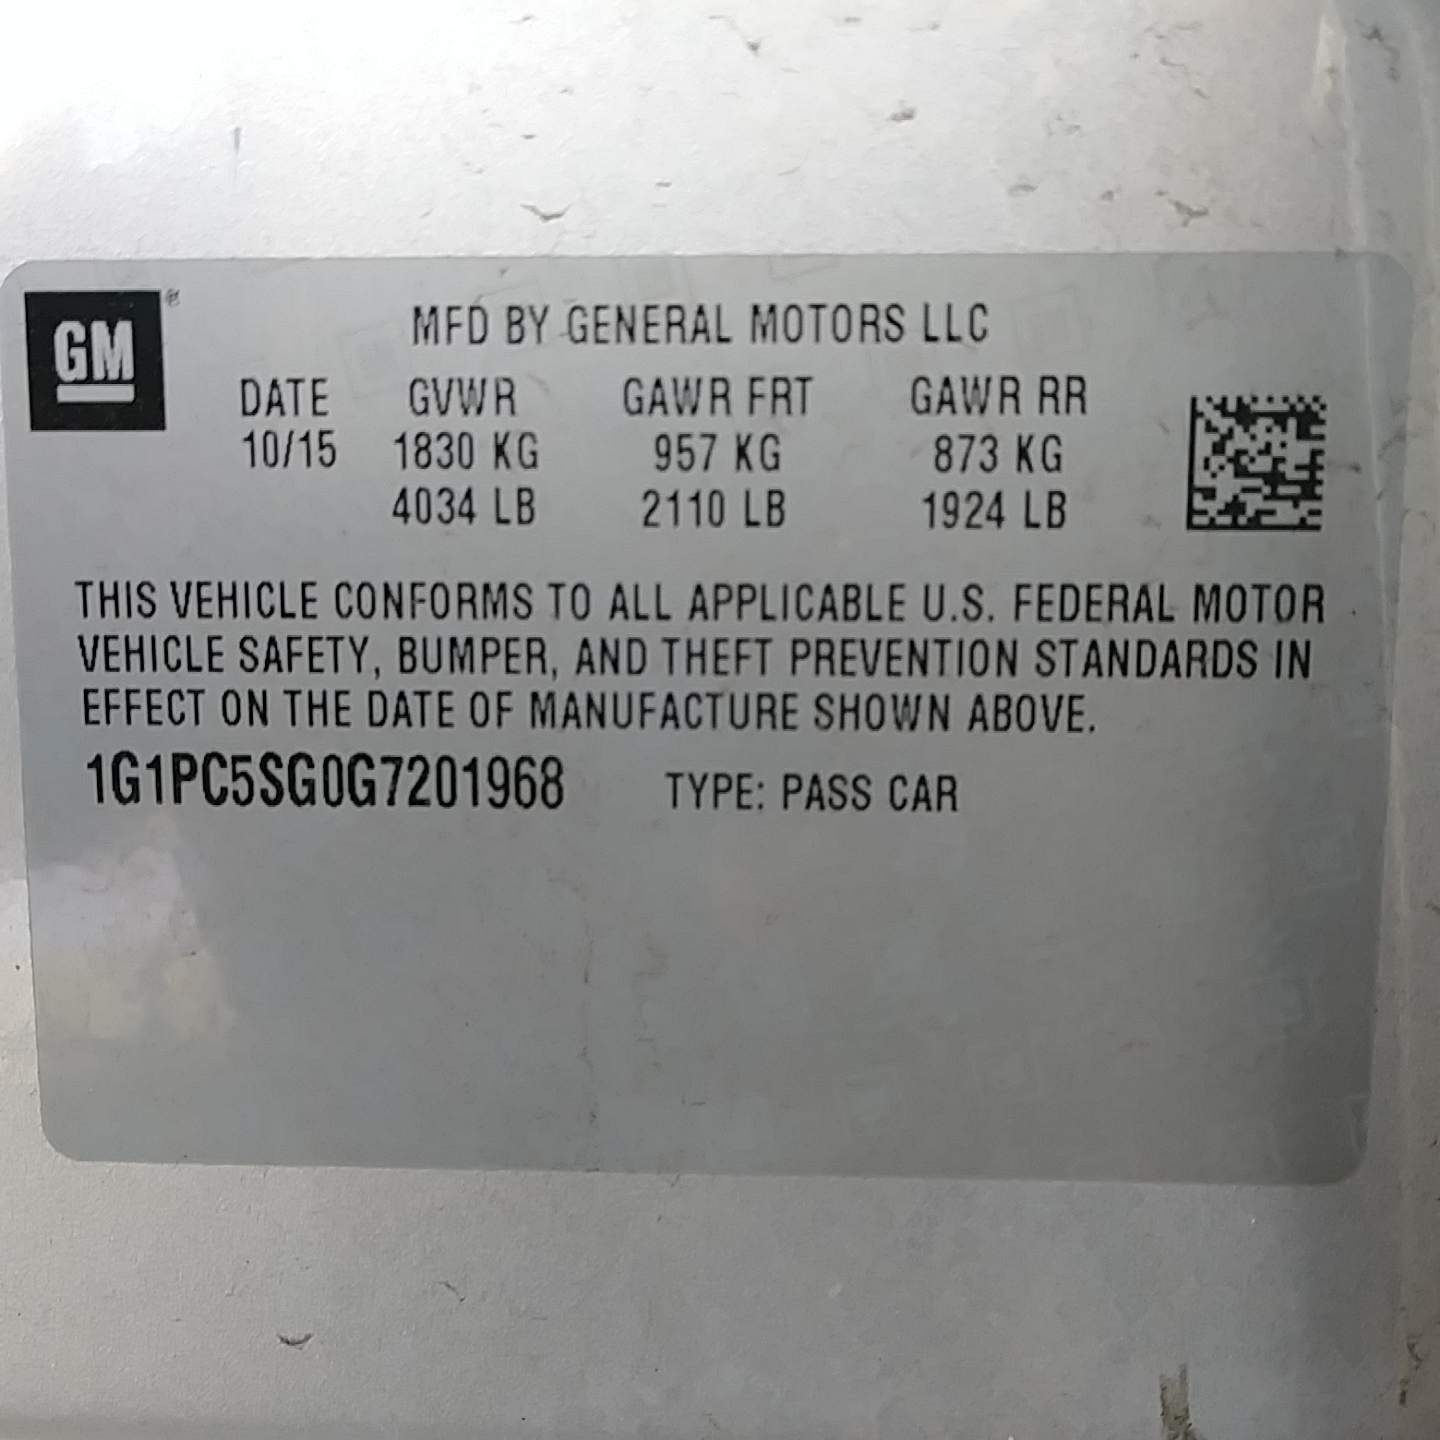 GM ®
MFD BY GENERAL MOTORS LLC
DATE GVWR GAWR FRT GAWR RR
10/15 1830 KG 957 KG 873 KG
4034 LB 2110 LB 1924 LB
THIS VEHICLE CONFORMS TO ALL APPLICABLE U.S. FEDERAL MOTOR
VEHICLE SAFETY, BUMPER, AND THEFT PREVENTION STANDARDS IN
EFFECT ON THE DATE OF MANUFACTURE SHOWN ABOVE.
1G1PC5SG0G7201968 TYPE: PASS CAR